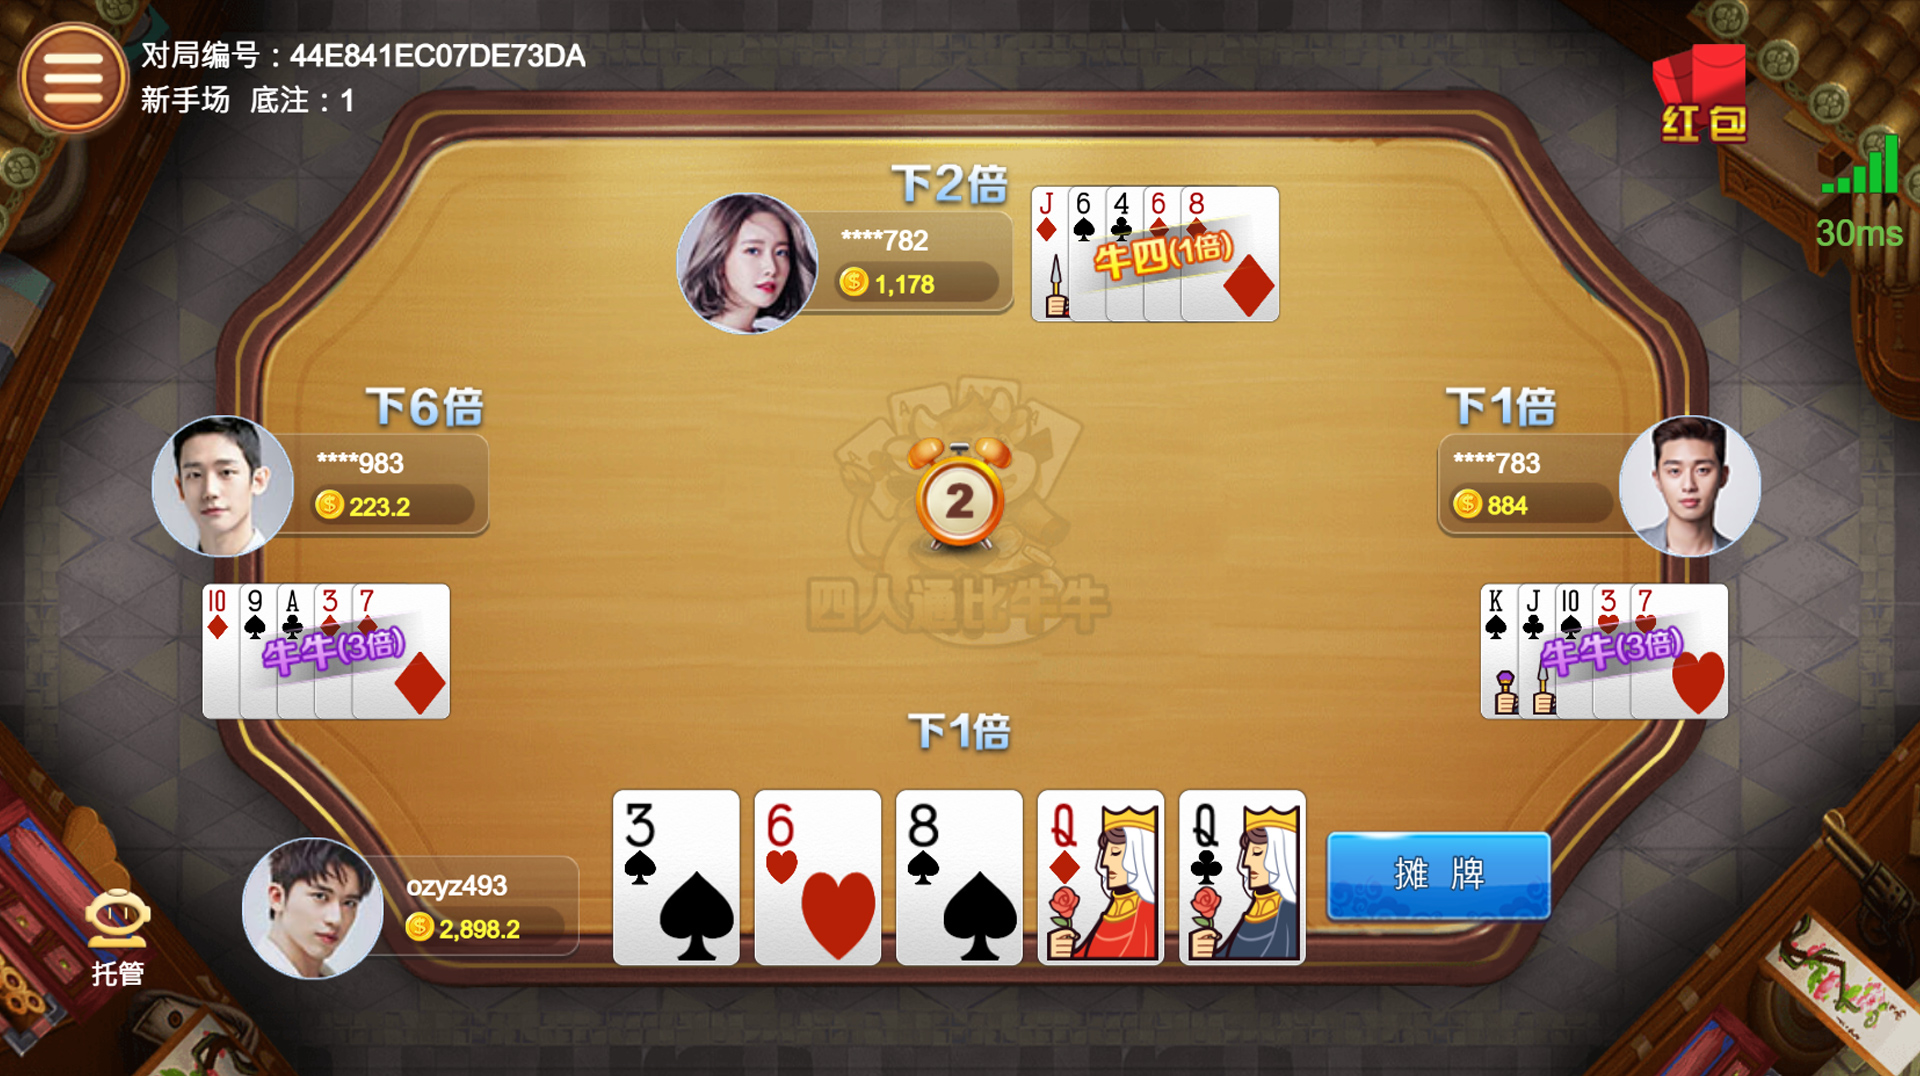 对局编号：44E841EC07DE73DA
新手场 底注：1
红包
30ms
下2倍
****782
1,178
J 6 4 6 8
牛四(1倍)
下6倍
****983
223.2
下1倍
****783
884
2
四人通比牛牛
10 9 A 3 7
牛牛(3倍)
K J 10 3 7
牛牛(3倍)
下1倍
3 6 8 Q Q
摊牌
ozyz493
2,898.2
托管